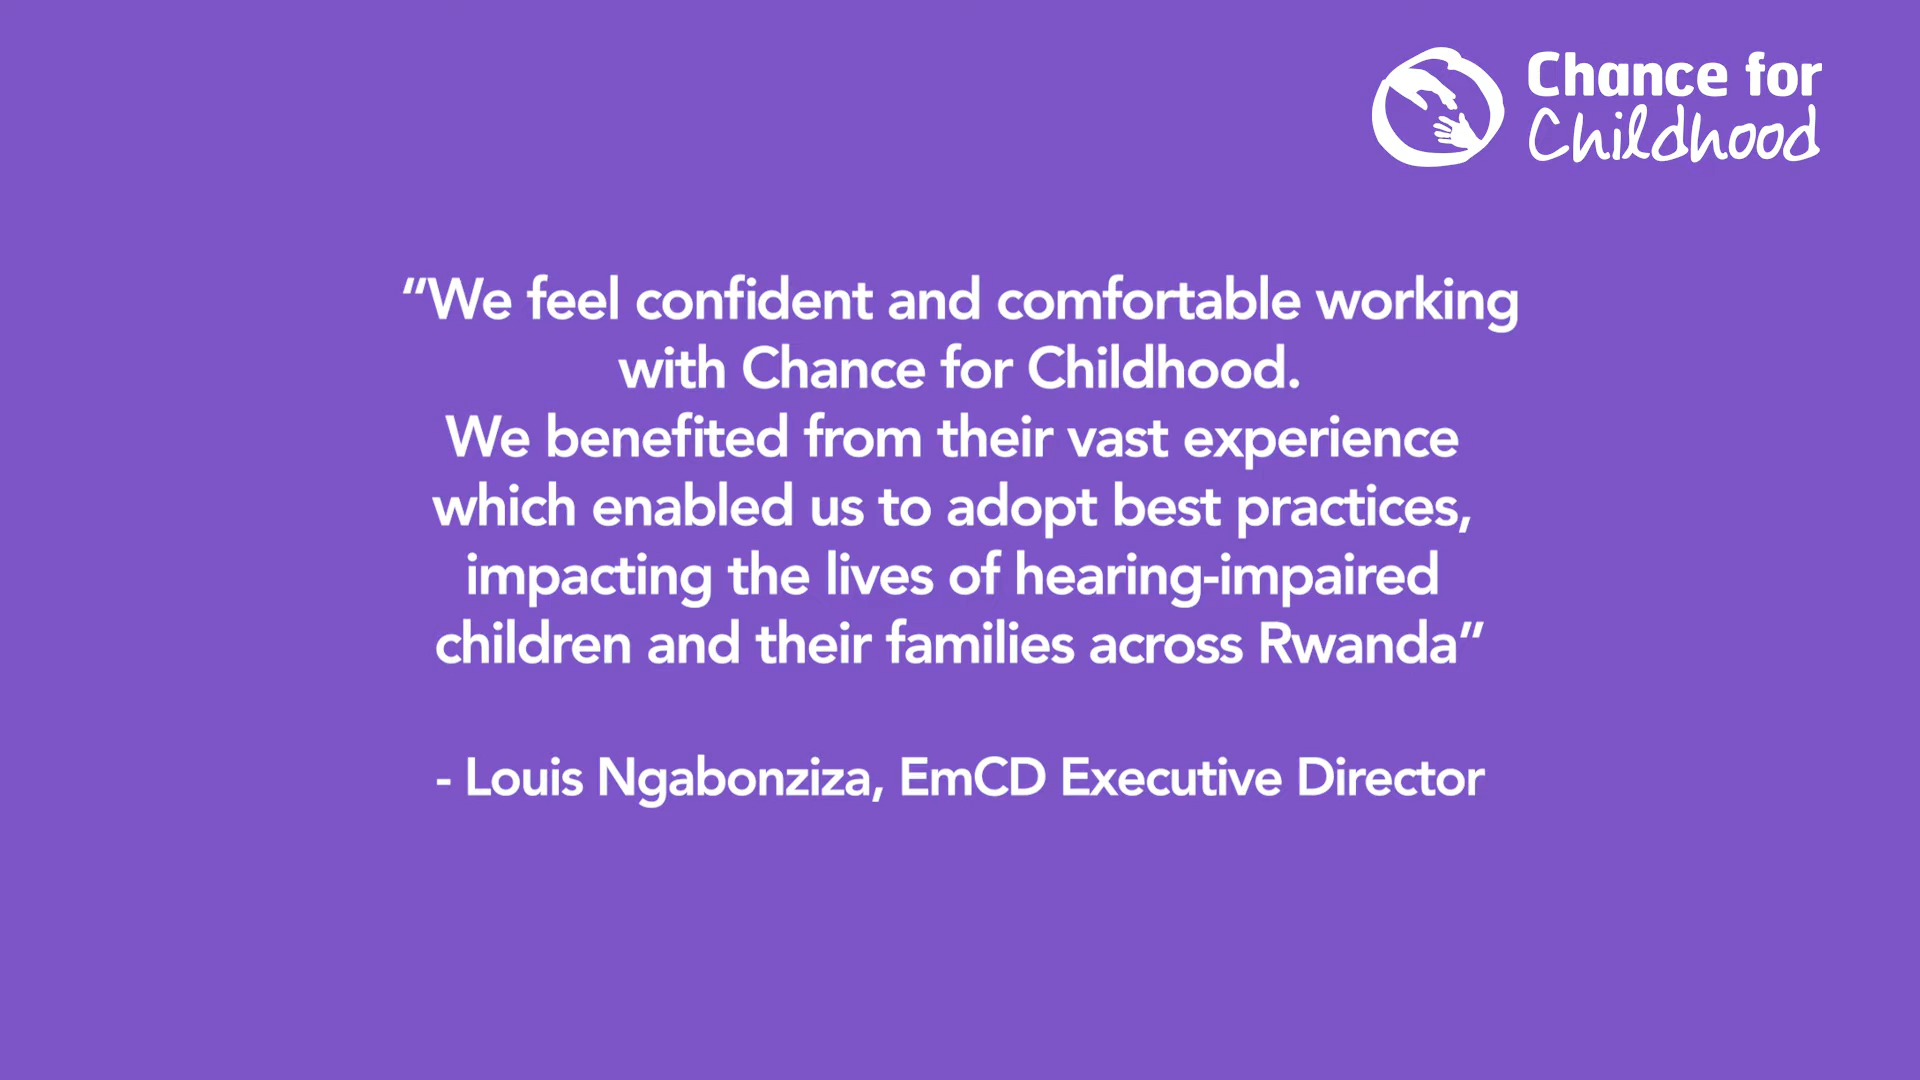 Chance for
Childhood
“We feel confident and comfortable working
with Chance for Childhood.
We benefited from their vast experience
which enabled us to adopt best practices,
impacting the lives of hearing-impaired
children and their families across Rwanda”
- Louis Ngabonziza, EmCD Executive Director